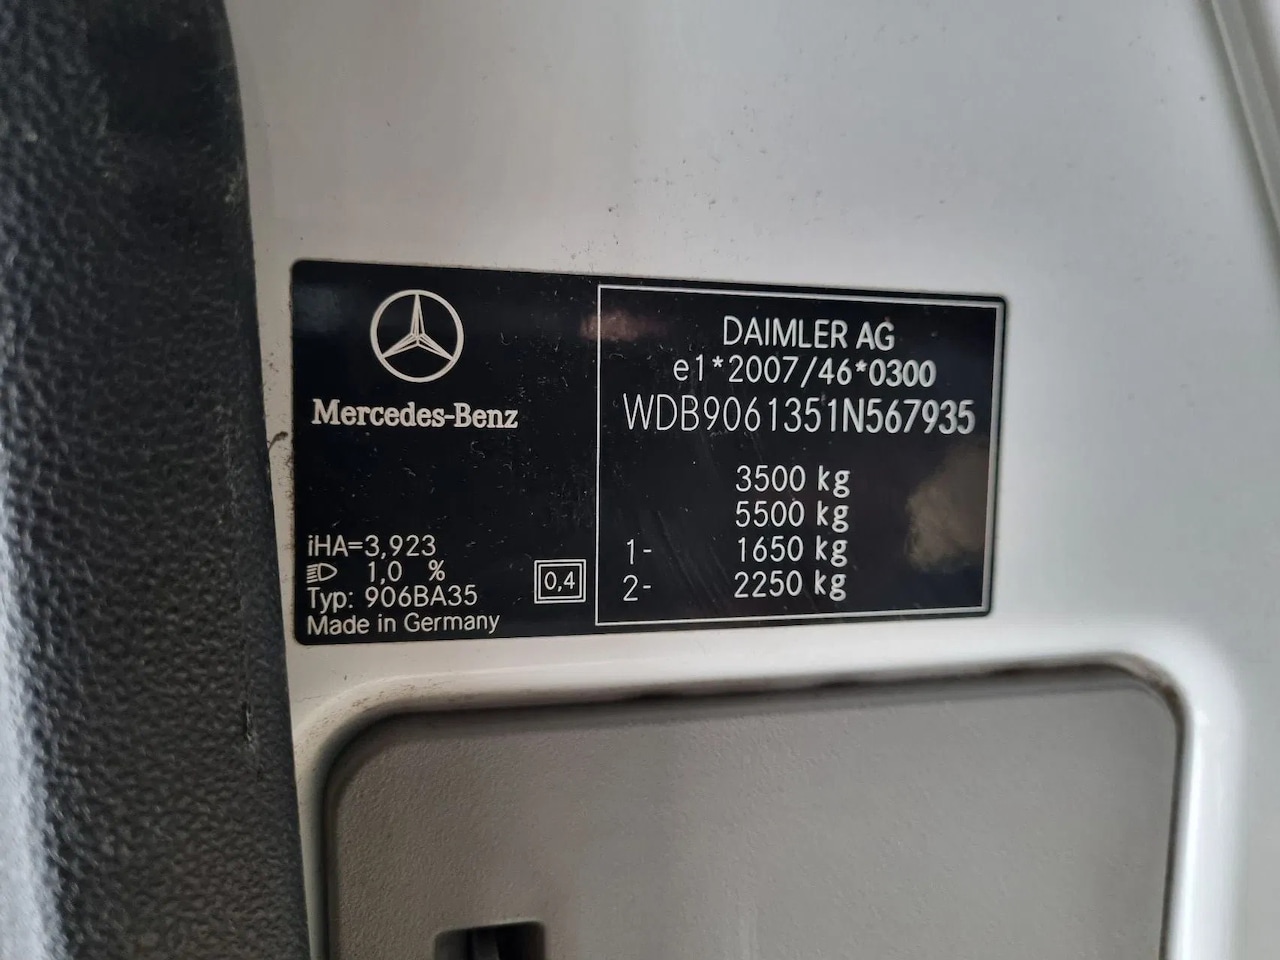 Mercedes-Benz
iHA=3,923
1,0 %
Typ: 906BA35
Made in Germany
0,4
DAIMLER AG
e1*2007/46*0300
WDB9061351N567935
3500 kg
5500 kg
1- 1650 kg
2- 2250 kg